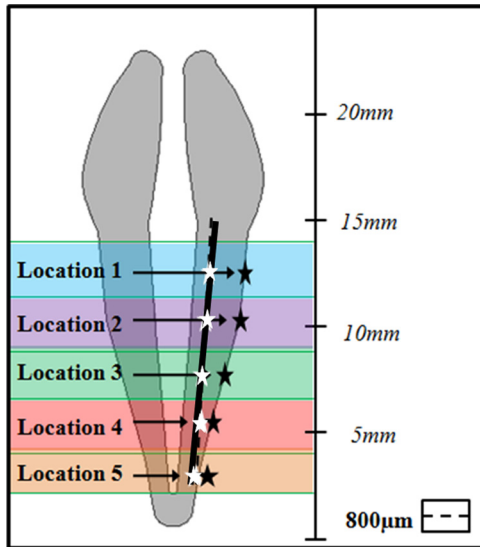 20mm
15mm
Location 1
Location 2
10mm
Location 3
Location 4
5mm
Location 5
800µm